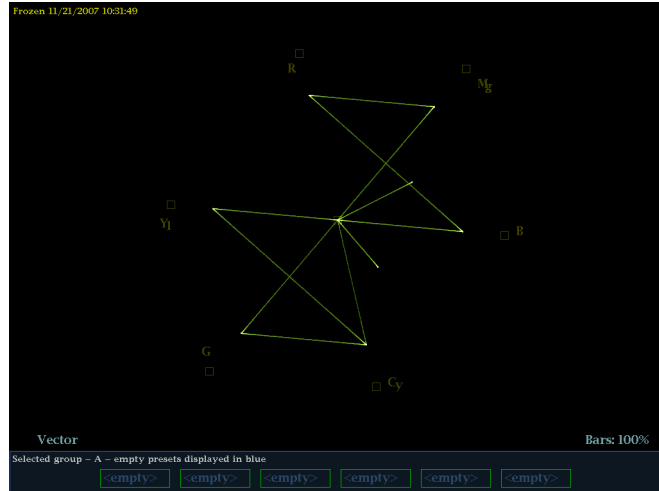 Frozen 11/21/2007 10:31:49
R
Mg
Yl
B
G
Cy
Vector
Bars: 100%
Selected group – A – empty presets displayed in blue
<empty> <empty> <empty> <empty> <empty> <empty>